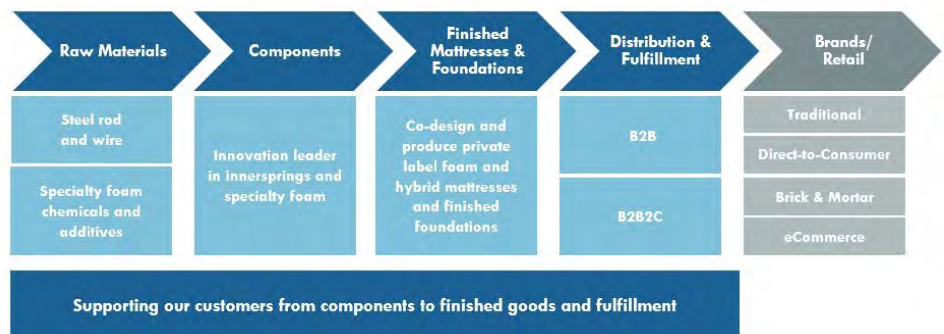 Raw Materials
Components
Finished
Mattresses &
Foundations
Distribution &
Fulfillment
Brands/
Retail
Steel rod
and wire
Specialty foam
chemicals and
additives
Innovation leader
in innersprings and
specialty foam
Co-design and
produce private
label foam and
hybrid mattresses
and finished
foundations
B2B
B2B2C
Traditional
Direct-to-Consumer
Brick & Mortar
eCommerce
Supporting our customers from components to finished goods and fulfillment